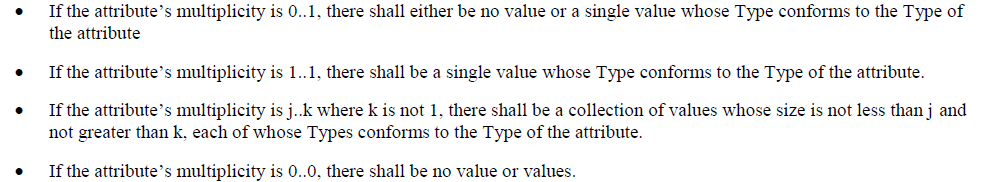 • If the attribute’s multiplicity is 0..1, there shall either be no value or a single value whose Type conforms to the Type of
the attribute
• If the attribute’s multiplicity is 1..1, there shall be a single value whose Type conforms to the Type of the attribute.
• If the attribute’s multiplicity is j..k where k is not 1, there shall be a collection of values whose size is not less than j and
not greater than k, each of whose Types conforms to the Type of the attribute.
• If the attribute’s multiplicity is 0..0, there shall be no value or values.